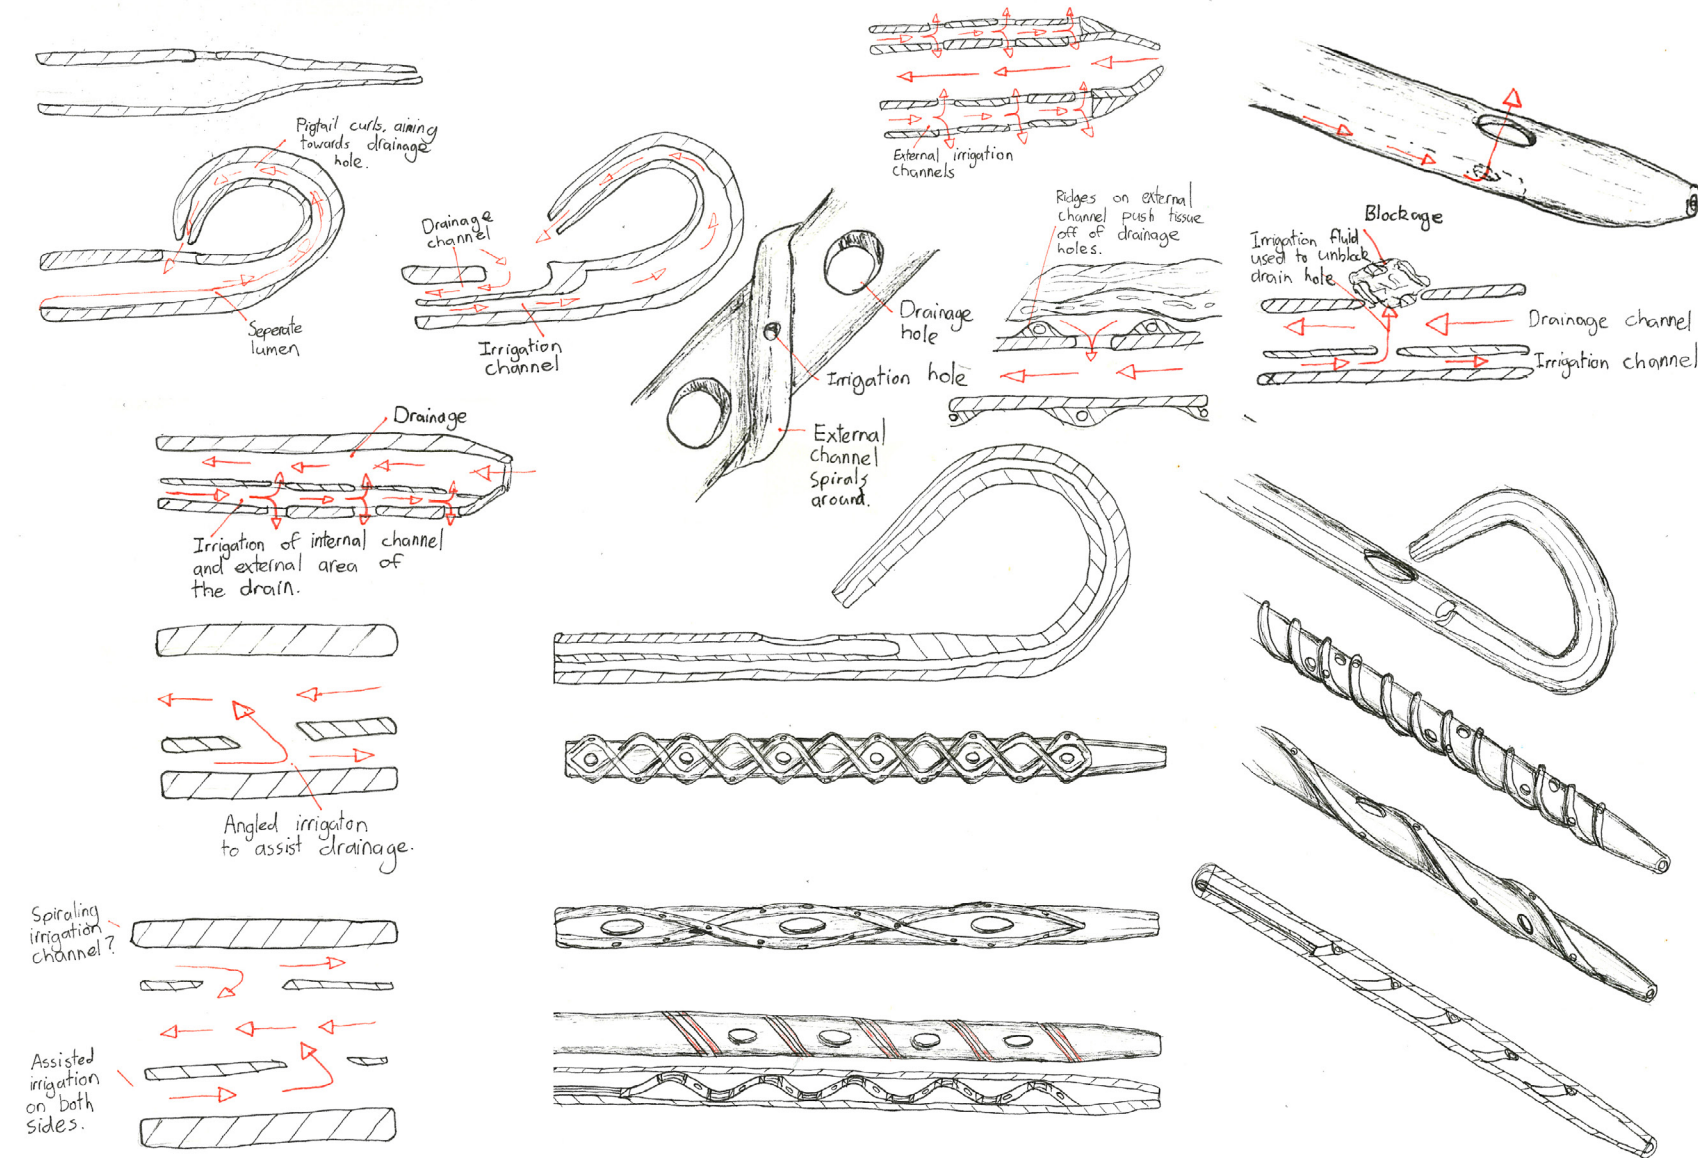 Pigtail curls, aiming
towards drainage
hole.
Seperate
lumen
Drainage
channel
Irrigation
channel
External irrigation
channels
Drainage
hole
Irrigation hole
External
channel
Spirals
around.
Ridges on external
channel push tissue
off of drainage
holes.
Blockage
Irrigation fluid
used to unblock
drain hole
Drainage channel
Irrigation channel
Drainage
Irrigation of internal channel
and external area of
the drain.
Angled irrigaton
to assist drainage.
Spiraling
irrigation
channel?
Assisted
irrigation
on both
sides.